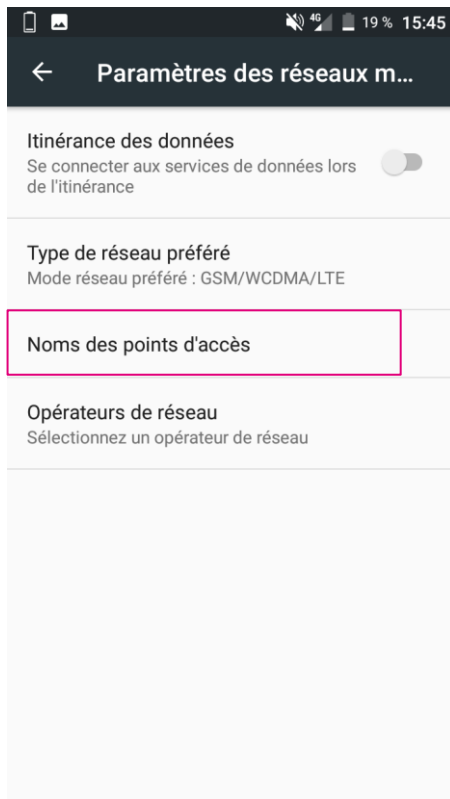 4G 19 % 15:45
Paramètres des réseaux m...
Itinérance des données
Se connecter aux services de données lors
de l'itinérance
Type de réseau préféré
Mode réseau préféré : GSM/WCDMA/LTE
Noms des points d'accès
Opérateurs de réseau
Sélectionnez un opérateur de réseau